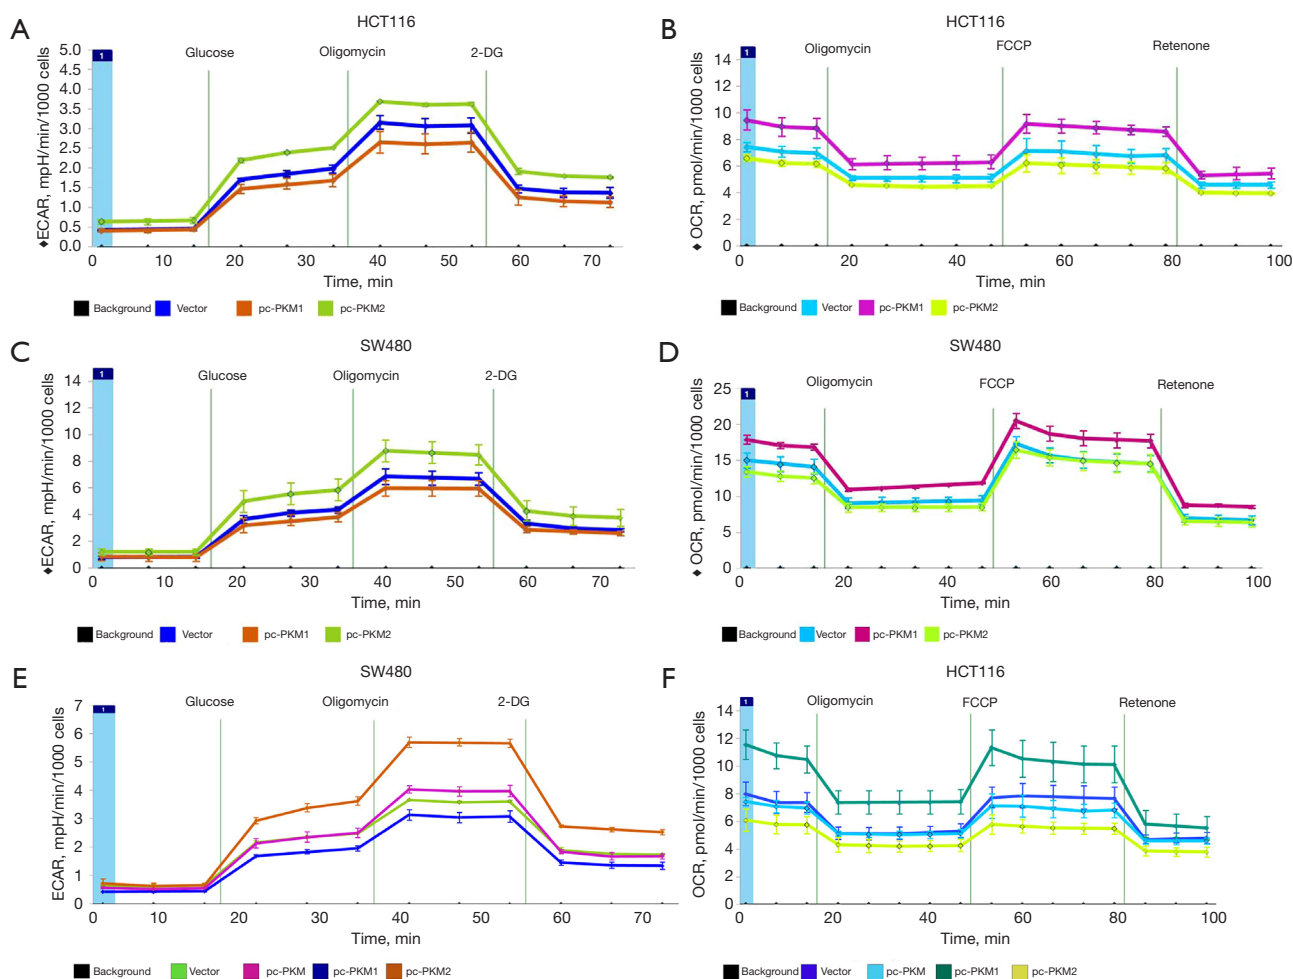 A
HCT116
Glucose
Oligomycin
2-DG
1
5.0
4.5
4.0
3.5
3.0
2.5
2.0
1.5
1.0
0.5
0.0
◆ECAR, mpH/min/1000 cells
0 10 20 30 40 50 60 70
Time, min
Background Vector pc-PKM1 pc-PKM2
B
HCT116
Oligomycin
FCCP
Retenone
1
14
12
10
8
6
4
2
0
◆ OCR, pmol/min/1000 cells
0 20 40 60 80 100
Time, min
Background Vector pc-PKM1 pc-PKM2
C
SW480
Glucose
Oligomycin
2-DG
1
14
12
10
8
6
4
2
0
◆ECAR, mpH/min/1000 cells
0 10 20 30 40 50 60 70
Time, min
Background Vector pc-PKM1 pc-PKM2
D
SW480
Oligomycin
FCCP
Retenone
1
25
20
15
10
5
0
◆ OCR, pmol/min/1000 cells
0 20 40 60 80 100
Time, min
Background Vector pc-PKM1 pc-PKM2
E
SW480
Glucose
Oligomycin
2-DG
1
7
6
5
4
3
2
1
0
ECAR, mpH/min/1000 cells
0 10 20 30 40 50 60 70
Time, min
Background Vector pc-PKM pc-PKM1 pc-PKM2
F
HCT116
Oligomycin
FCCP
Retenone
1
14
12
10
8
6
4
2
0
OCR, pmol/min/1000 cells
0 20 40 60 80 100
Time, min
Background Vector pc-PKM pc-PKM1 pc-PKM2